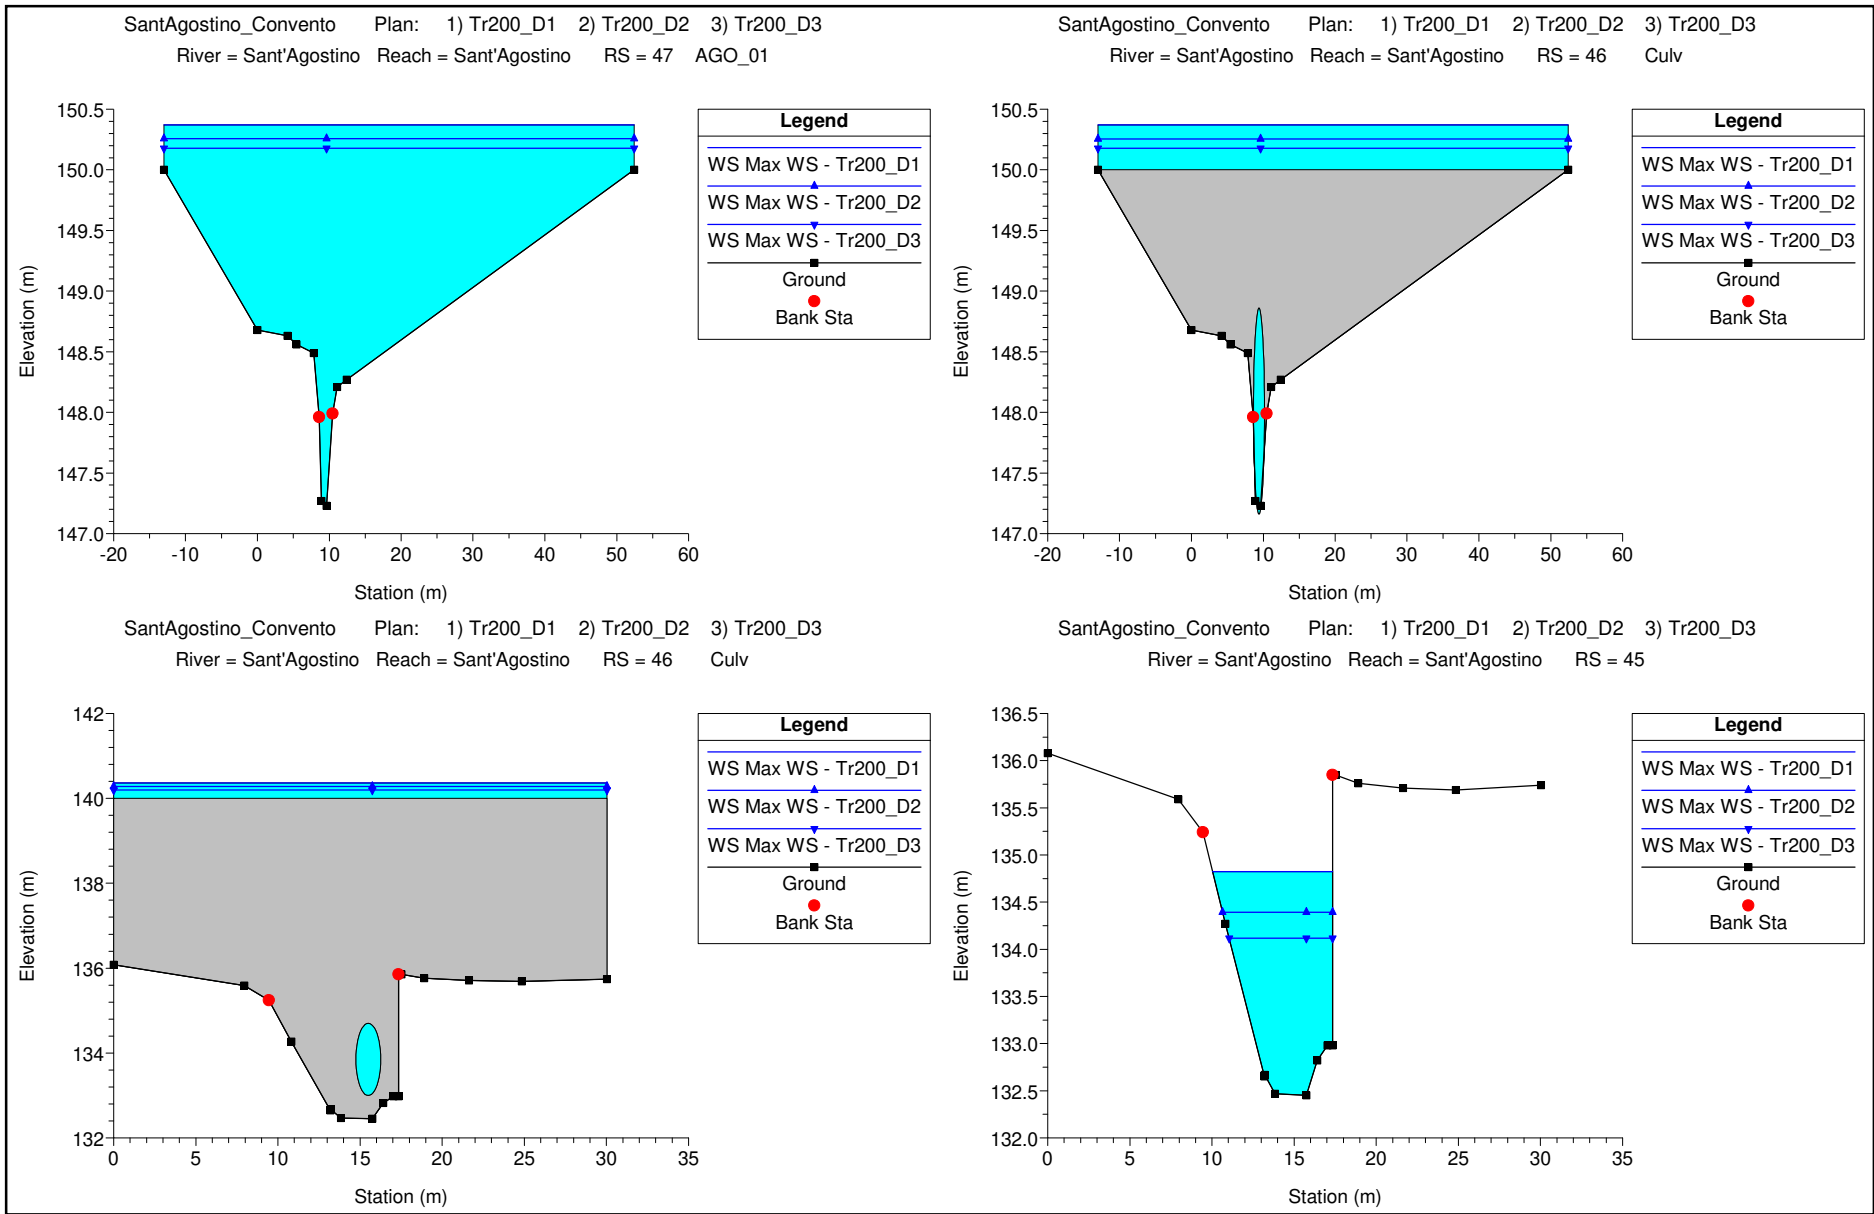 SantAgostino_Convento Plan: 1) Tr200_D1 2) Tr200_D2 3) Tr200_D3
River = Sant'Agostino Reach = Sant'Agostino RS = 47 AGO_01
150.5
150.0
149.5
149.0
148.5
148.0
147.5
147.0
Elevation (m)
-20 -10 0 10 20 30 40 50 60
Station (m)
Legend
WS Max WS - Tr200_D1
WS Max WS - Tr200_D2
WS Max WS - Tr200_D3
Ground
Bank Sta
SantAgostino_Convento Plan: 1) Tr200_D1 2) Tr200_D2 3) Tr200_D3
River = Sant'Agostino Reach = Sant'Agostino RS = 46 Culv
150.5
150.0
149.5
149.0
148.5
148.0
147.5
147.0
Elevation (m)
-20 -10 0 10 20 30 40 50 60
Station (m)
Legend
WS Max WS - Tr200_D1
WS Max WS - Tr200_D2
WS Max WS - Tr200_D3
Ground
Bank Sta
SantAgostino_Convento Plan: 1) Tr200_D1 2) Tr200_D2 3) Tr200_D3
River = Sant'Agostino Reach = Sant'Agostino RS = 46 Culv
142
140
138
136
134
132
Elevation (m)
0 5 10 15 20 25 30 35
Station (m)
Legend
WS Max WS - Tr200_D1
WS Max WS - Tr200_D2
WS Max WS - Tr200_D3
Ground
Bank Sta
SantAgostino_Convento Plan: 1) Tr200_D1 2) Tr200_D2 3) Tr200_D3
River = Sant'Agostino Reach = Sant'Agostino RS = 45
136.5
136.0
135.5
135.0
134.5
134.0
133.5
133.0
132.5
132.0
Elevation (m)
0 5 10 15 20 25 30 35
Station (m)
Legend
WS Max WS - Tr200_D1
WS Max WS - Tr200_D2
WS Max WS - Tr200_D3
Ground
Bank Sta